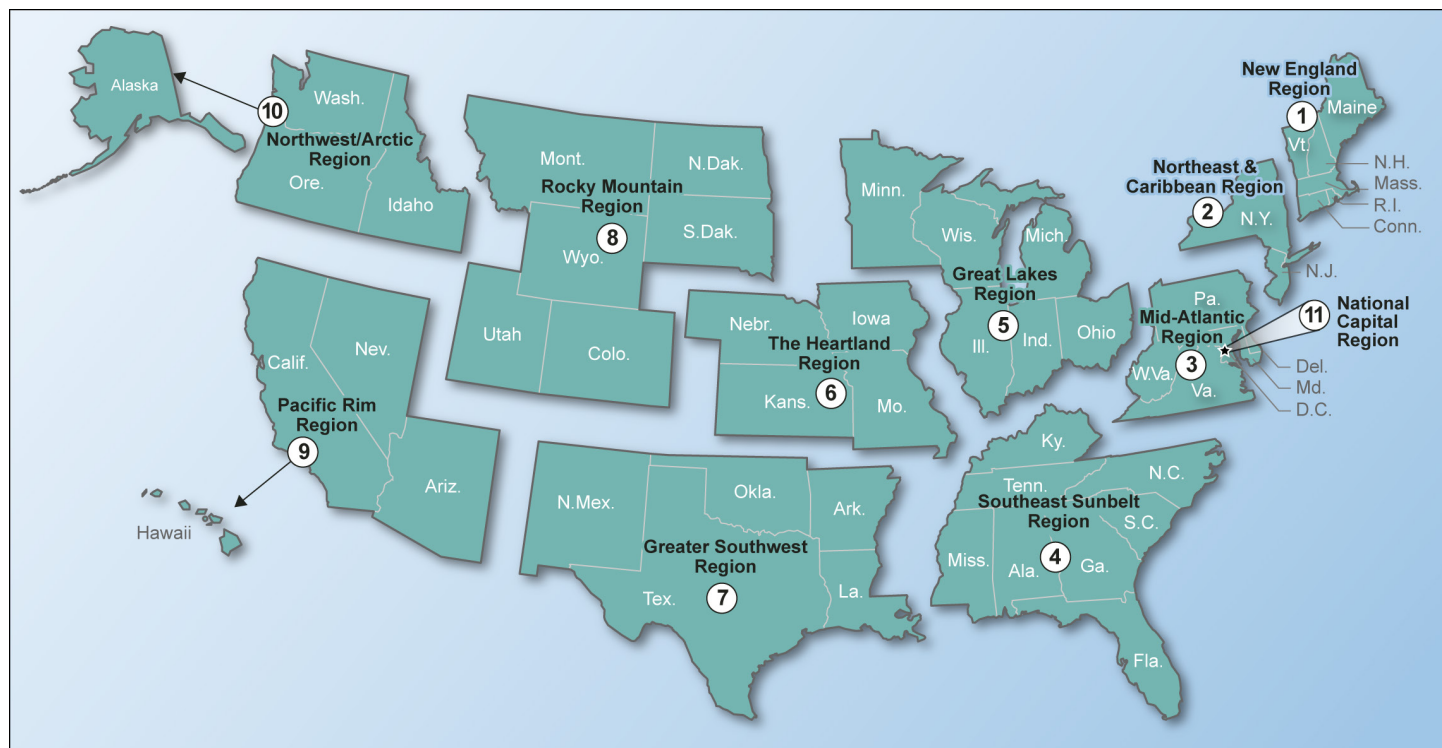 Alaska
10
Wash.
Northwest/Arctic
Region
Ore.
Idaho
Mont.
N.Dak.
Rocky Mountain
Region
8
S.Dak.
Wyo.
Utah
Colo.
Minn.
Wis.
Mich.
Great Lakes
Region
5
Ill.
Ind.
Ohio
New England
Region
1
Maine
Vt.
N.H.
Mass.
R.I.
Conn.
Northeast &
Caribbean Region
2
N.Y.
N.J.
Pa.
Mid-Atlantic
Region
3
W.Va.
Va.
11
National
Capital
Region
Del.
Md.
D.C.
Nebr.
Iowa
The Heartland
Region
6
Kans.
Mo.
Calif.
Nev.
Pacific Rim
Region
9
Ariz.
Hawaii
N.Mex.
Okla.
Ark.
Greater Southwest
Region
7
Tex.
La.
Ky.
Tenn.
N.C.
Southeast Sunbelt
Region
4
S.C.
Miss.
Ala.
Ga.
Fla.